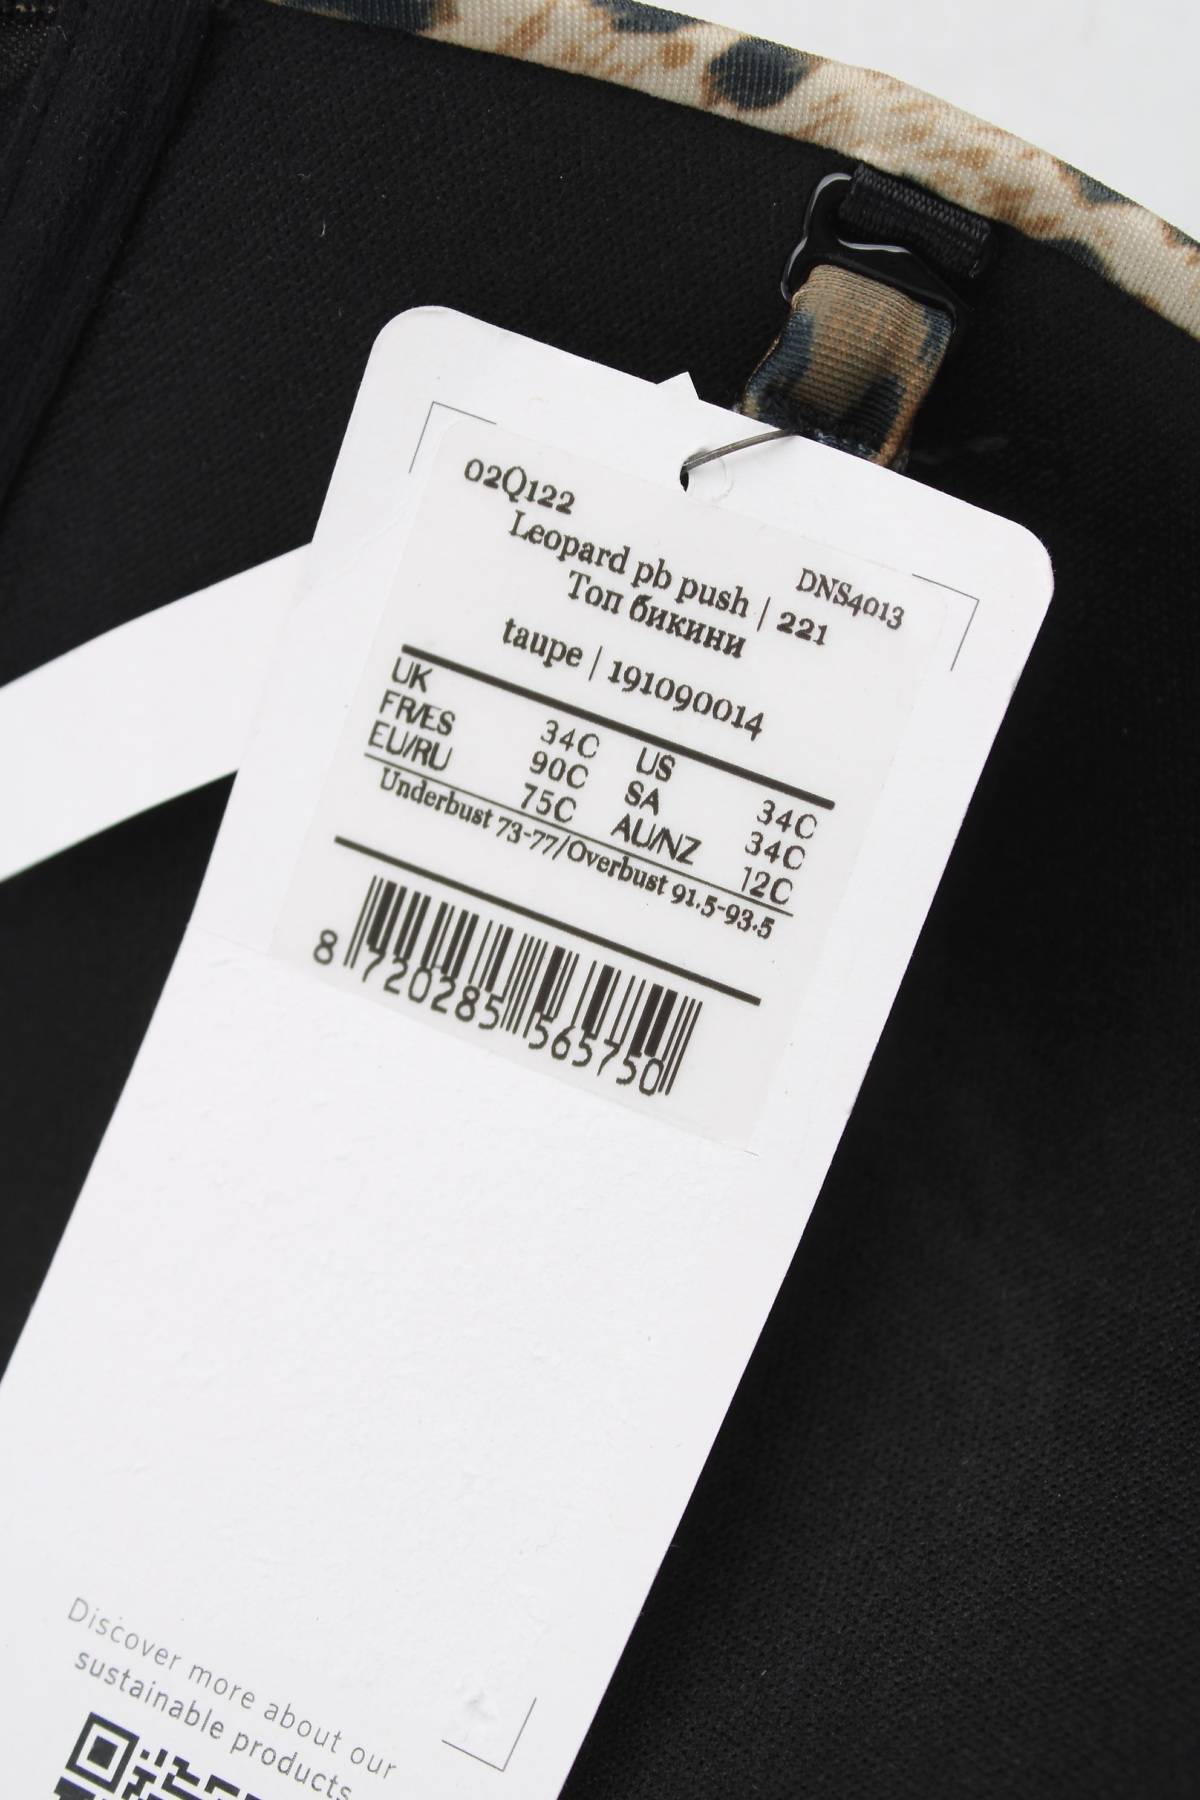 02Q122 DNS4013
Leopard pb push | 221
Топ бикини
taupe | 191090014
UK 34C US 34C
FR/ES 90C SA 34C
EU/RU 75C AU/NZ 12C
Underbust 73-77/Overbust 91.5-93.5
8 720285 565750
Discover more about our
sustainable products